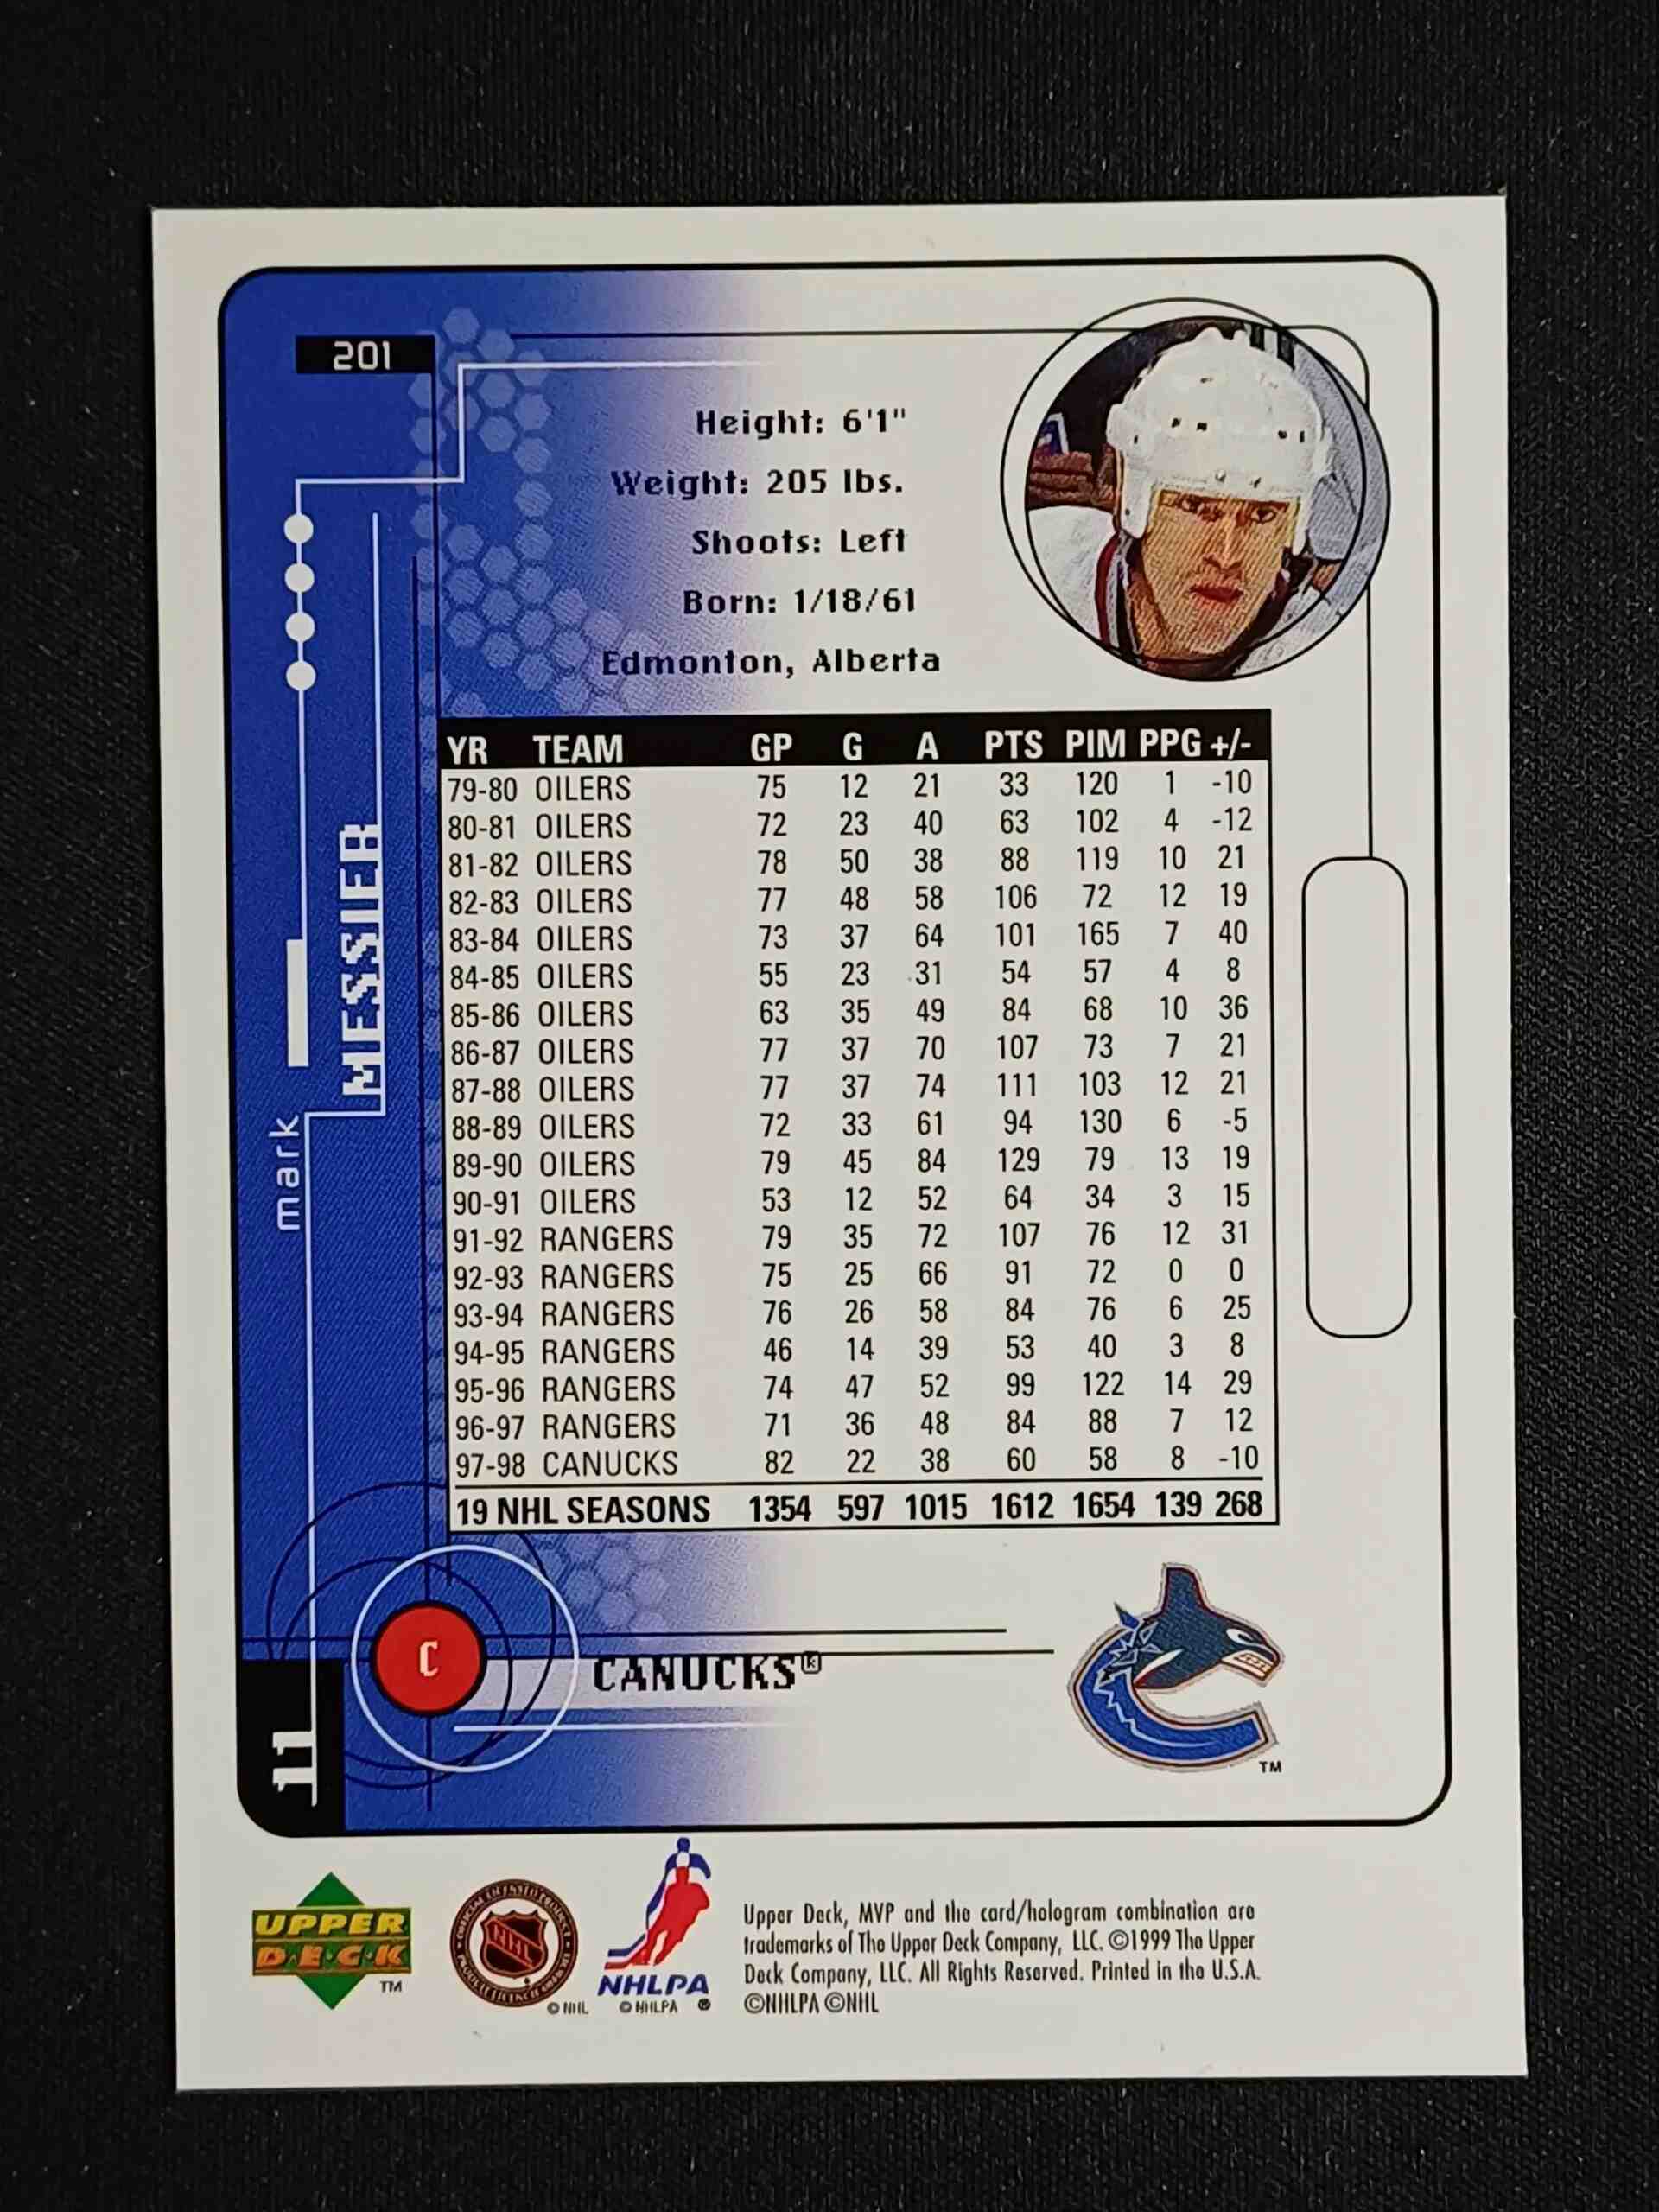 201
Height: 6'1"
Weight: 205 lbs.
Shoots: Left
Born: 1/18/61
Edmonton, Alberta
mark
MESSIER
YR TEAM GP G A PTS PIM PPG +/-
79-80 OILERS 75 12 21 33 120 1 -10
80-81 OILERS 72 23 40 63 102 4 -12
81-82 OILERS 78 50 38 88 119 10 21
82-83 OILERS 77 48 58 106 72 12 19
83-84 OILERS 73 37 64 101 165 7 40
84-85 OILERS 55 23 31 54 57 4 8
85-86 OILERS 63 35 49 84 68 10 36
86-87 OILERS 77 37 70 107 73 7 21
87-88 OILERS 77 37 74 111 103 12 21
88-89 OILERS 72 33 61 94 130 6 -5
89-90 OILERS 79 45 84 129 79 13 19
90-91 OILERS 53 12 52 64 34 3 15
91-92 RANGERS 79 35 72 107 76 12 31
92-93 RANGERS 75 25 66 91 72 0 0
93-94 RANGERS 76 26 58 84 76 6 25
94-95 RANGERS 46 14 39 53 40 3 8
95-96 RANGERS 74 47 52 99 122 14 29
96-97 RANGERS 71 36 48 84 88 7 12
97-98 CANUCKS 82 22 38 60 58 8 -10
19 NHL SEASONS 1354 597 1015 1612 1654 139 268
C
CANUCKS®
TM
11
UPPER
DECK
TM
NHL
© NHL
NHLPA
© NHLPA ®
Upper Deck, MVP and the card/hologram combination are
trademarks of The Upper Deck Company, LLC. ©1999 The Upper
Deck Company, LLC. All Rights Reserved. Printed in the U.S.A.
©NHLPA ©NHL